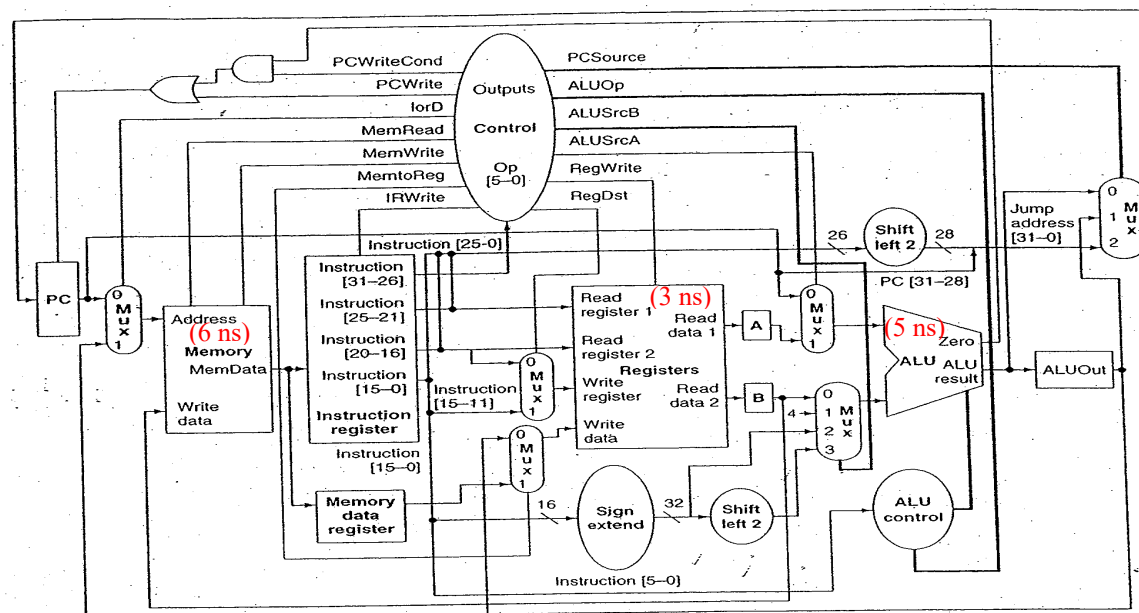 PCWriteCond
PCWrite
IorD
MemRead
MemWrite
MemtoReg
IRWrite
Outputs
Control
Op
[5–0]
PCSource
ALUOp
ALUSrcB
ALUSrcA
RegWrite
RegDst
Instruction [25-0]
26
Shift
left 2
28
Jump
address
[31–0]
0
1
2
Mux
PC [31–28]
PC
0
Mux
1
Address
(6 ns)
Memory
MemData
Write
data
Instruction
[31–26]
Instruction
[25–21]
Instruction
[20–16]
Instruction
[15–0]
Instruction
register
Instruction
[15–11]
Instruction
[15–0]
Memory
data
register
0
Mux
1
0
Mux
1
Read
register 1
(3 ns)
Read
data 1
Read
register 2
Registers
Write
register
Read
data 2
Write
data
A
B
0
Mux
1
4
0
1
2
3
Mux
(5 ns)
Zero
ALU
ALU
result
ALUOut
16
Sign
extend
32
Shift
left 2
ALU
control
Instruction [5–0]